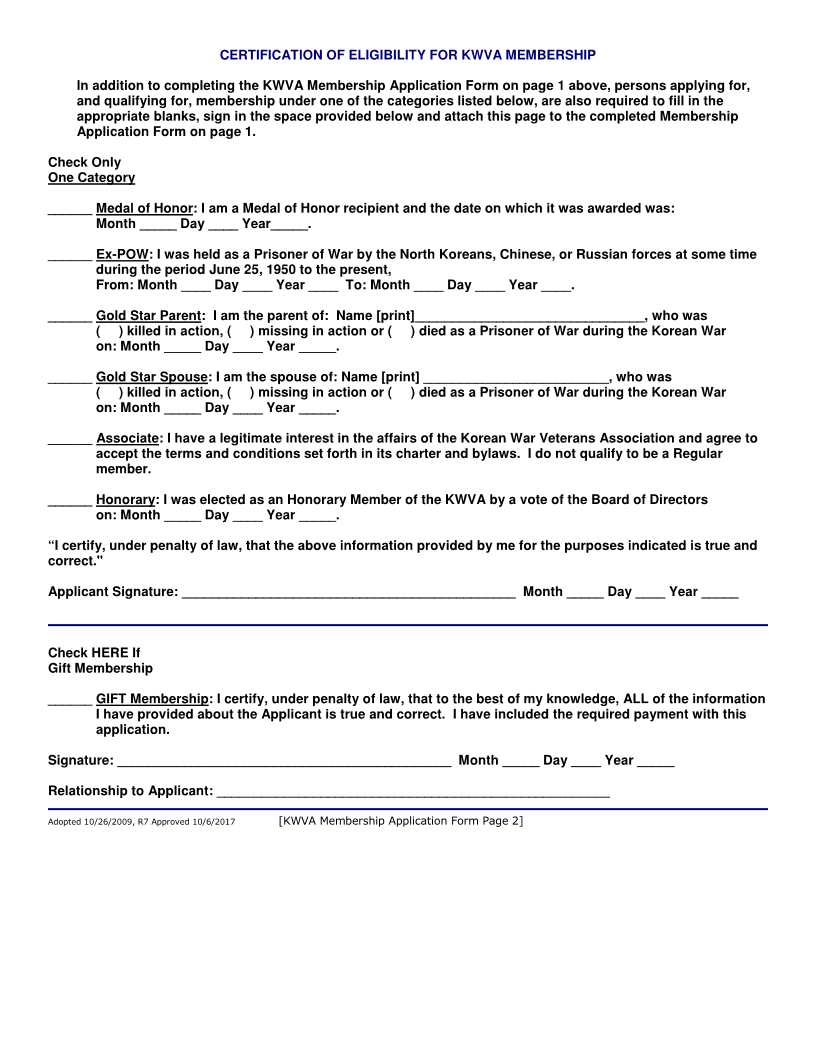 CERTIFICATION OF ELIGIBILITY FOR KWVA MEMBERSHIP
In addition to completing the KWVA Membership Application Form on page 1 above, persons applying for,
and qualifying for, membership under one of the categories listed below, are also required to fill in the
appropriate blanks, sign in the space provided below and attach this page to the completed Membership
Application Form on page 1.
Check Only
One Category
______ Medal of Honor: I am a Medal of Honor recipient and the date on which it was awarded was:
Month _____ Day ____ Year_____.
______ Ex-POW: I was held as a Prisoner of War by the North Koreans, Chinese, or Russian forces at some time
during the period June 25, 1950 to the present,
From: Month ____ Day ____ Year ____ To: Month ____ Day ____ Year ____.
______ Gold Star Parent: I am the parent of: Name [print]_______________________________, who was
( ) killed in action, ( ) missing in action or ( ) died as a Prisoner of War during the Korean War
on: Month _____ Day ____ Year _____.
______ Gold Star Spouse: I am the spouse of: Name [print] _________________________, who was
( ) killed in action, ( ) missing in action or ( ) died as a Prisoner of War during the Korean War
on: Month _____ Day ____ Year _____.
______ Associate: I have a legitimate interest in the affairs of the Korean War Veterans Association and agree to
accept the terms and conditions set forth in its charter and bylaws. I do not qualify to be a Regular
member.
______ Honorary: I was elected as an Honorary Member of the KWVA by a vote of the Board of Directors
on: Month _____ Day ____ Year _____.
“I certify, under penalty of law, that the above information provided by me for the purposes indicated is true and
correct."
Applicant Signature: _____________________________________________ Month _____ Day ____ Year _____
Check HERE If
Gift Membership
______ GIFT Membership: I certify, under penalty of law, that to the best of my knowledge, ALL of the information
I have provided about the Applicant is true and correct. I have included the required payment with this
application.
Signature: _____________________________________________ Month _____ Day ____ Year _____
Relationship to Applicant: _____________________________________________________
Adopted 10/26/2009, R7 Approved 10/6/2017 [KWVA Membership Application Form Page 2]